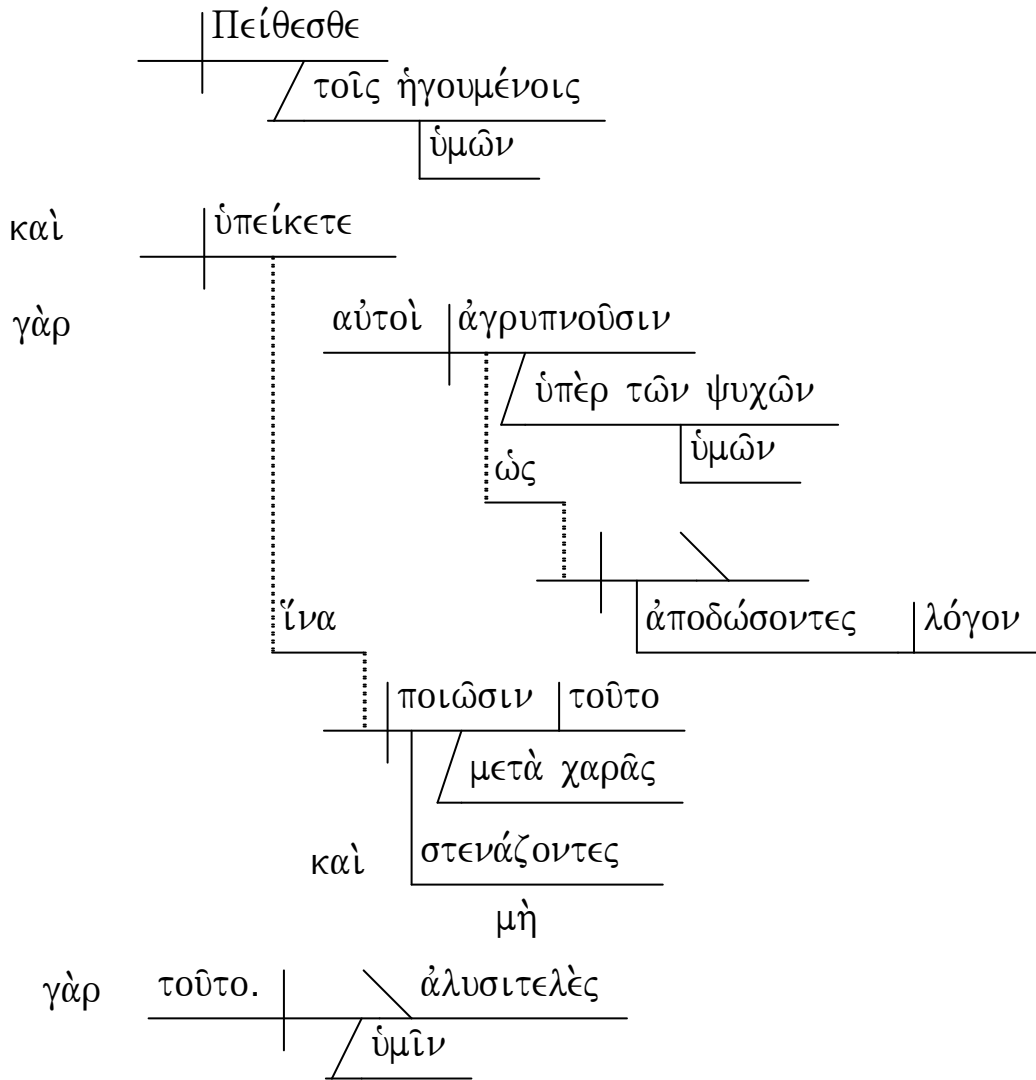 Πείθεσθε
τοῖς ἡγουμένοις
ὑμῶν
καὶ ὑπείκετε
γὰρ αὐτοὶ ἀγρυπνοῦσιν
ὑπὲρ τῶν ψυχῶν
ὑμῶν
ὡς
ἀποδώσοντες λόγον
ἵνα
ποιῶσιν τοῦτο
μετὰ χαρᾶς
καὶ στενάζοντες
μὴ
γὰρ τοῦτο. ἀλυσιτελὲς
ὑμῖν